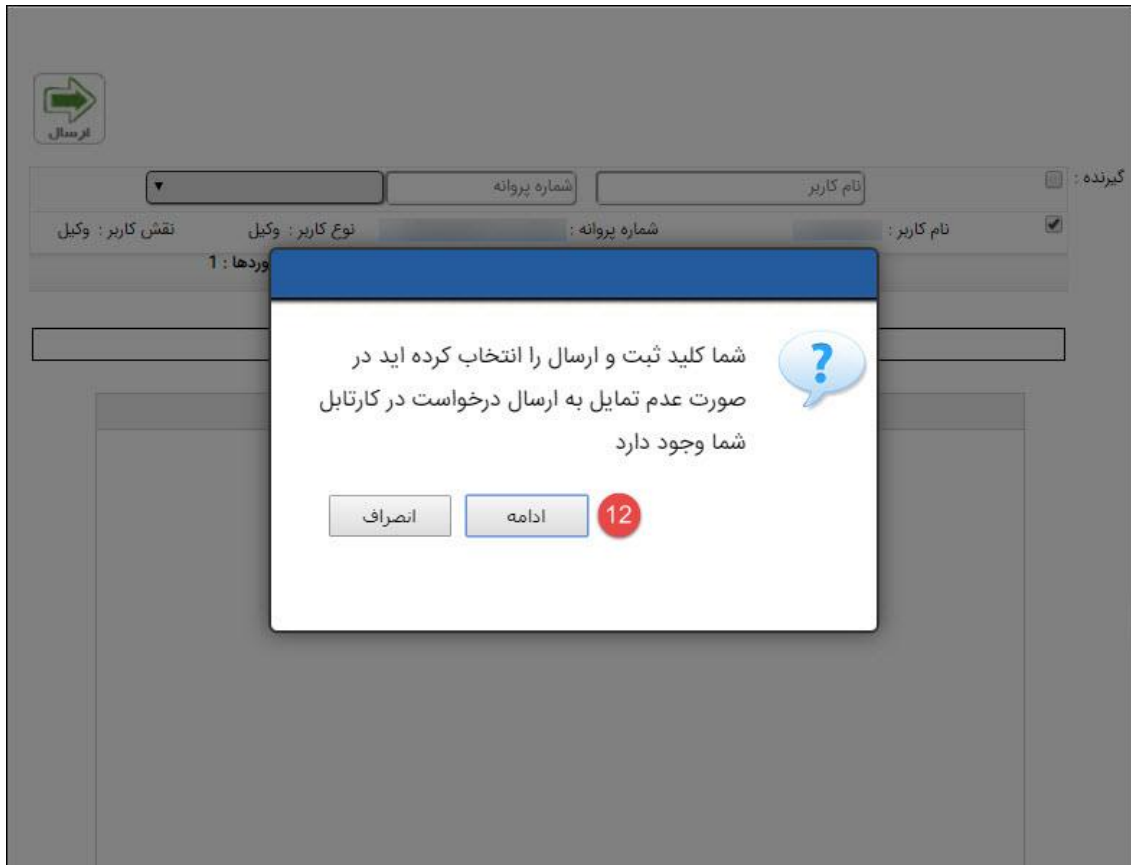 ارسال
گیرنده :
نام کاربر شماره پروانه
نام کاربر : شماره پروانه : نوع کاربر : وکیل نقش کاربر : وکیل
وردها : 1
شما کلید ثبت و ارسال را انتخاب کرده اید در
صورت عدم تمایل به ارسال درخواست در کارتابل
شما وجود دارد
12 ادامه انصراف